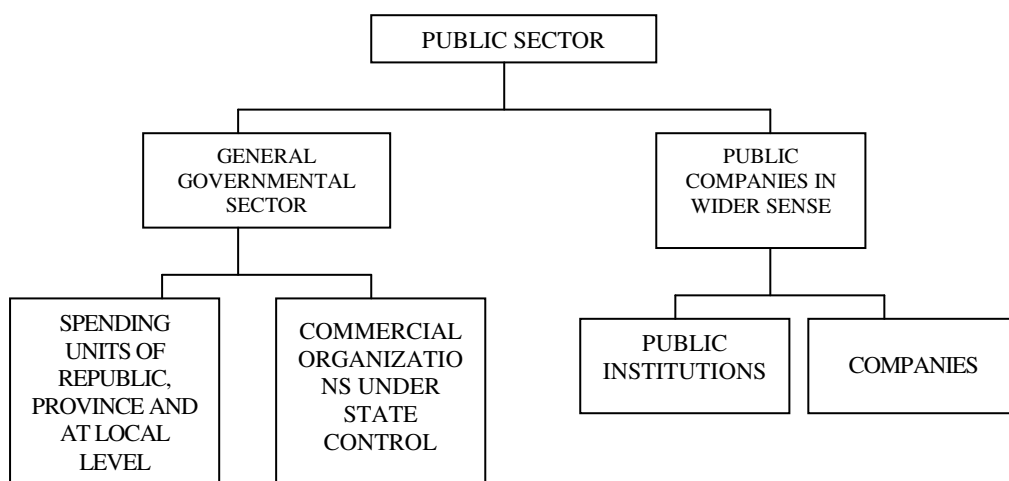 PUBLIC SECTOR
GENERAL
GOVERNMENTAL
SECTOR
PUBLIC
COMPANIES IN
WIDER SENSE
SPENDING
UNITS OF
REPUBLIC,
PROVINCE AND
AT LOCAL
LEVEL
COMMERCIAL
ORGANIZATIO
NS UNDER
STATE
CONTROL
PUBLIC
INSTITUTIONS
COMPANIES